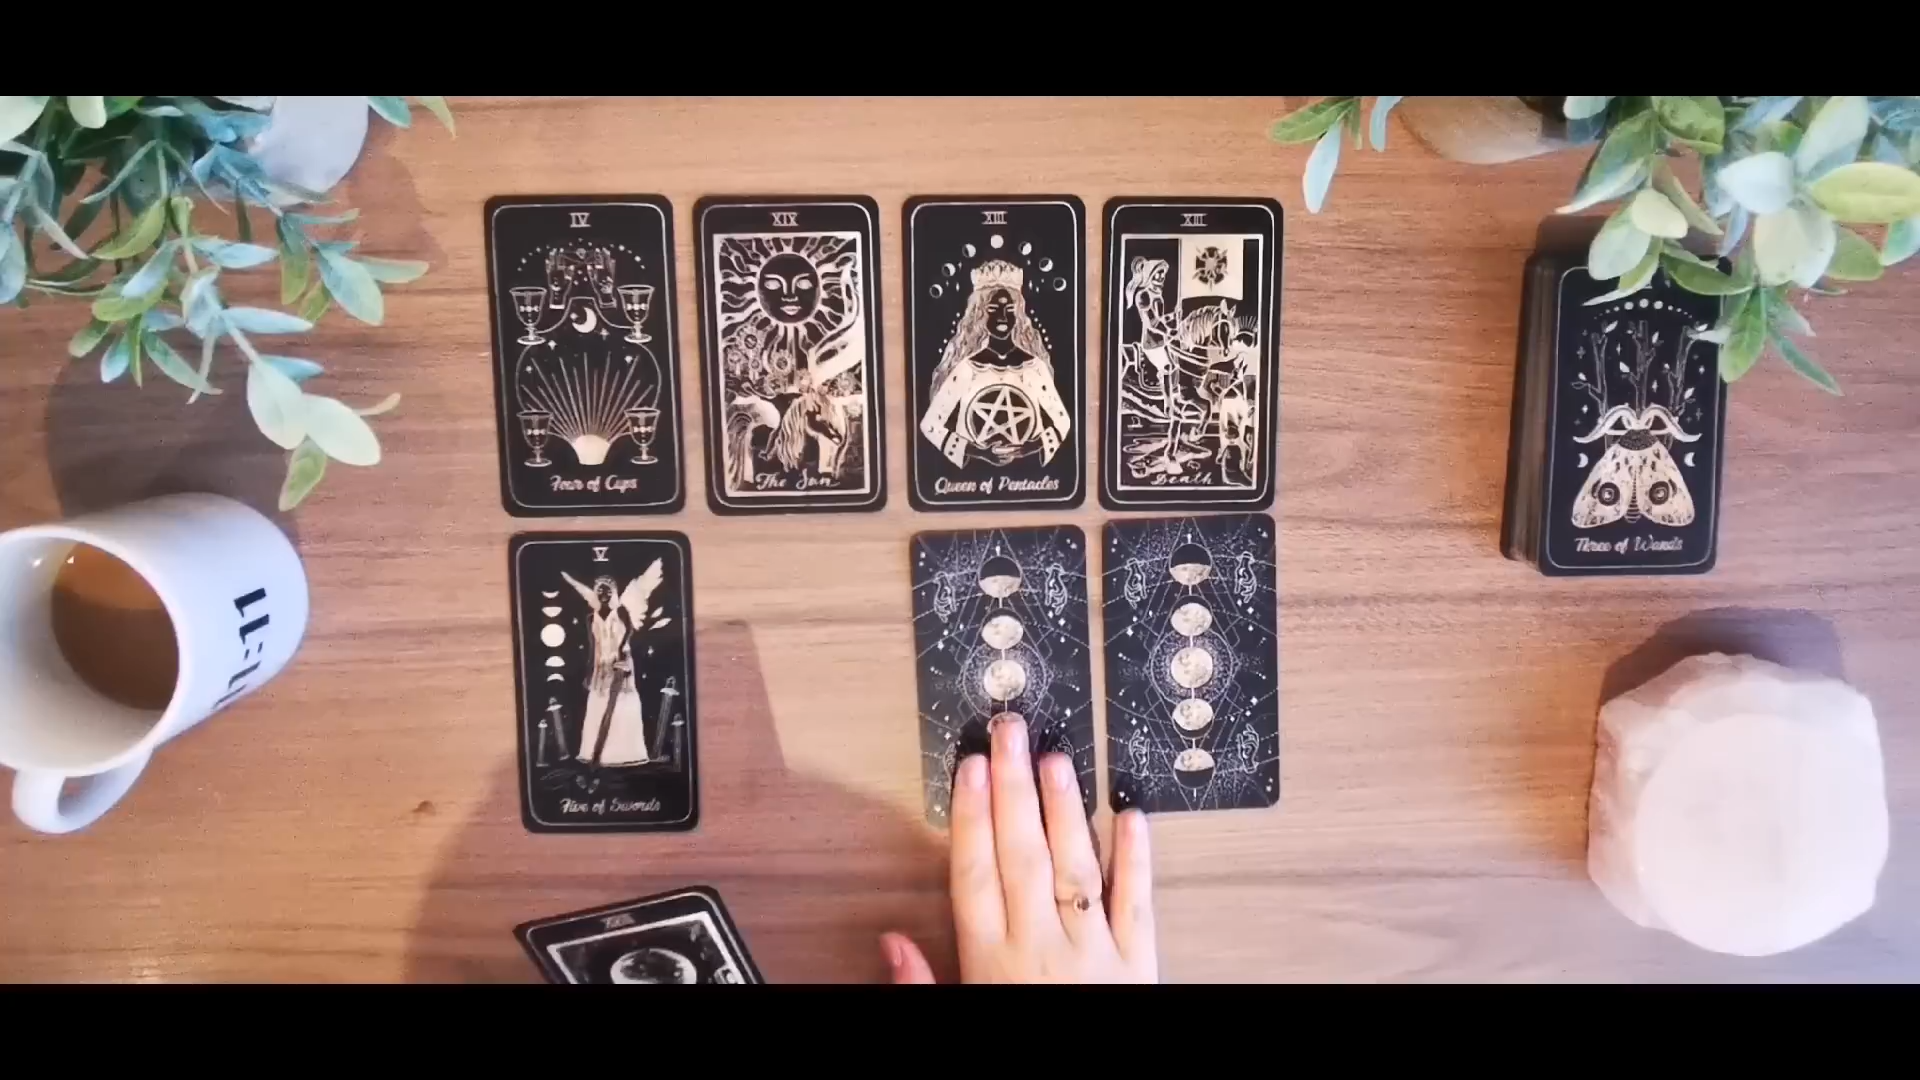 IV
XIX
XIII
XIII
Four of Cups
The Sun
Queen of Pentacles
Death
Three of Wands
V
Five of Swords
11:11